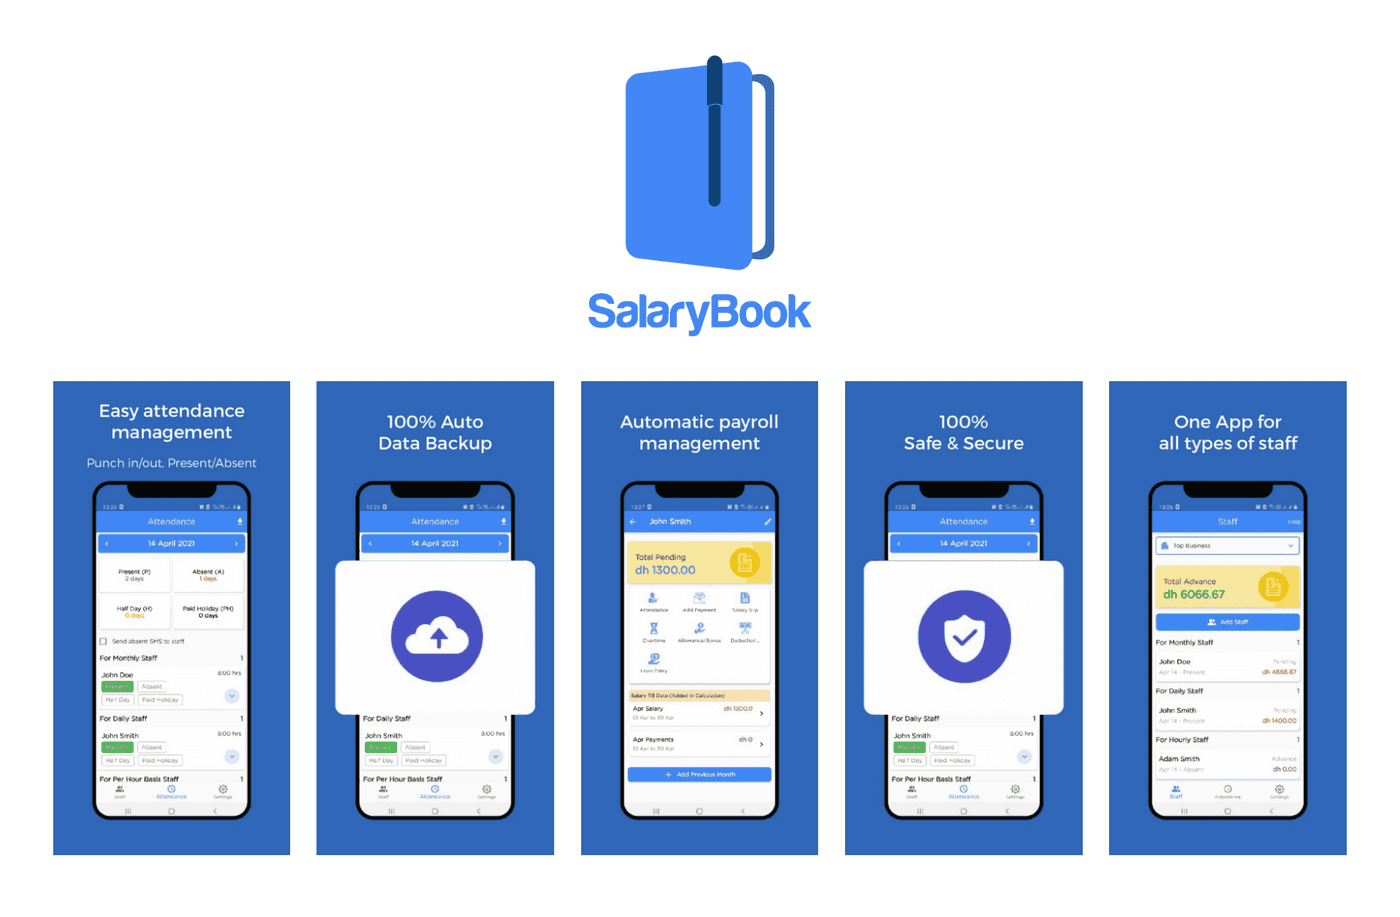 SalaryBook
Easy attendance
management
Punch in/out, Present/Absent
13:26
Attendance
14 April 2021
Present (P)
2 days
Absent (A)
1 days
Half Day (H)
0 days
Paid Holiday (PH)
0 days
Send absent SMS to staff
For Monthly Staff 1
John Doe 8:00 hrs
Present Absent
Half Day Paid Holiday
For Daily Staff 1
John Smith 8:00 hrs
Present Absent
Half Day Paid Holiday
For Per Hour Basis Staff 1
Staff Attendance Settings
100% Auto
Data Backup
13:26
Attendance
14 April 2021
For Daily Staff 1
John Smith 8:00 hrs
Present Absent
Half Day Paid Holiday
For Per Hour Basis Staff 1
Staff Attendance Settings
Automatic payroll
management
13:27
John Smith
Total Pending
dh 1300.00
Attendance Add Payment Salary Slip
Overtime Allowance/Bonus Deduction...
Loan Entry
Salary Till Date (Added in Calculation)
Apr Salary dh 1300.0
01 Apr to 30 Apr
Apr Payments dh 0
01 Apr to 30 Apr
+ Add Previous Month
100%
Safe & Secure
13:26
Attendance
14 April 2021
For Daily Staff 1
John Smith 8:00 hrs
Present Absent
Half Day Paid Holiday
For Per Hour Basis Staff 1
Staff Attendance Settings
One App for
all types of staff
13:26
Staff Help
Top Business
Total Advance
dh 6066.67
Add Staff
For Monthly Staff 1
John Doe Pending
Apr 14 - Present dh 4666.67
For Daily Staff 1
John Smith Pending
Apr 14 - Present dh 1400.00
For Hourly Staff 1
Adam Smith Advance
Apr 14 - Absent dh 0.00
Staff Attendance Settings